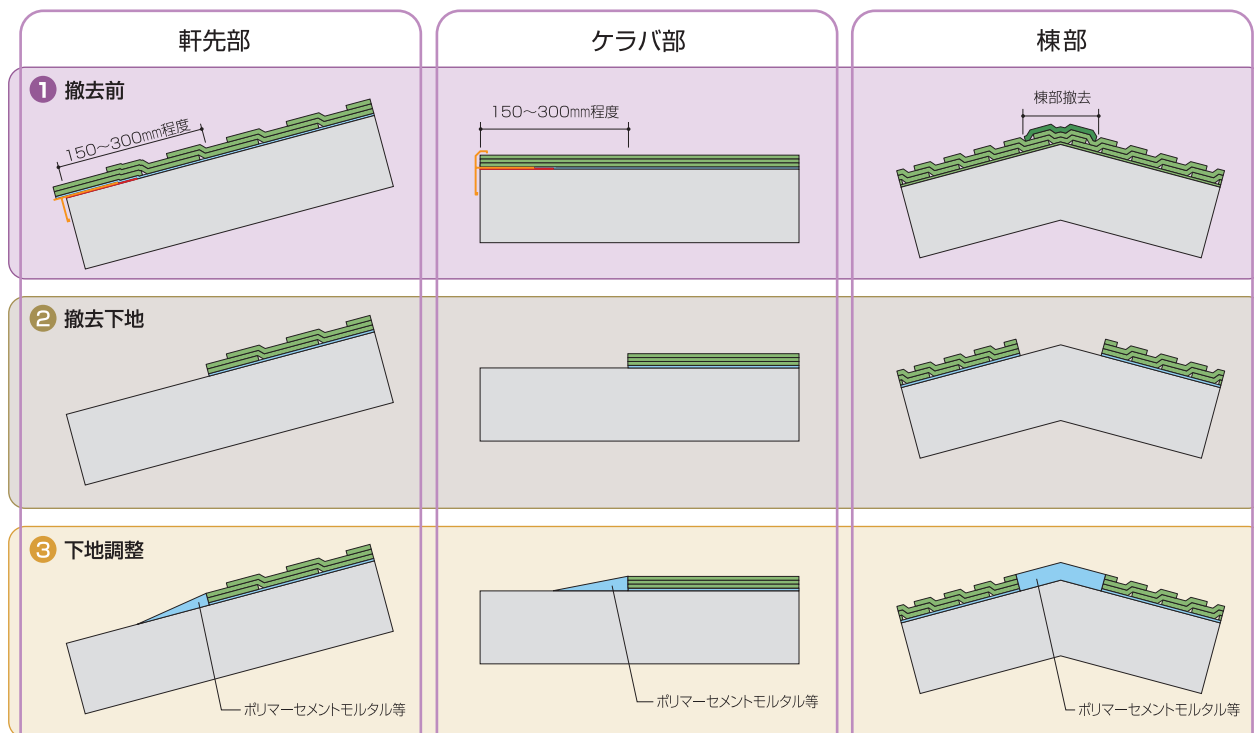 軒先部
ケラバ部
棟部
1 撤去前
150〜300mm程度
150〜300mm程度
棟部撤去
2 撤去下地
3 下地調整
ポリマーセメントモルタル等
ポリマーセメントモルタル等
ポリマーセメントモルタル等